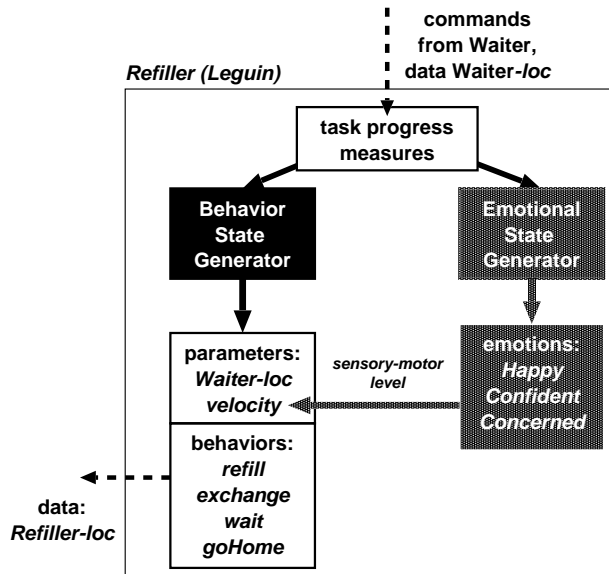 commands
from Waiter,
data Waiter-loc
Refiller (Leguin)
task progress
measures
Behavior
State
Generator
Emotional
State
Generator
parameters:
Waiter-loc
velocity
sensory-motor
level
emotions:
Happy
Confident
Concerned
behaviors:
refill
exchange
wait
goHome
data:
Refiller-loc